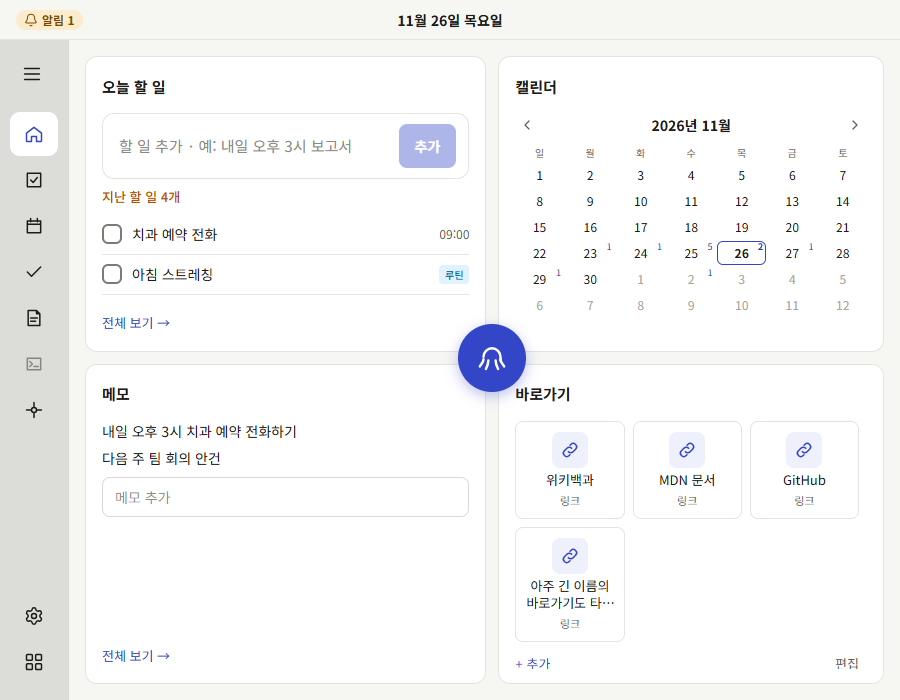 알림 1
11월 26일 목요일
오늘 할 일
할 일 추가 · 예: 내일 오후 3시 보고서
추가
지난 할 일 4개
치과 예약 전화
09:00
아침 스트레칭
루틴
전체 보기 →
캘린더
2026년 11월
일 월 화 수 목 금 토
1 2 3 4 5 6 7
8 9 10 11 12 13 14
15 16 17 18 19 20 21
22 23 1 24 1 25 5 26 2 27 1 28
29 1 30 1 2 1 3 4 5
6 7 8 9 10 11 12
메모
내일 오후 3시 치과 예약 전화하기
다음 주 팀 회의 안건
메모 추가
전체 보기 →
바로가기
위키백과
링크
MDN 문서
링크
GitHub
링크
아주 긴 이름의
바로가기도 타…
링크
+ 추가
편집